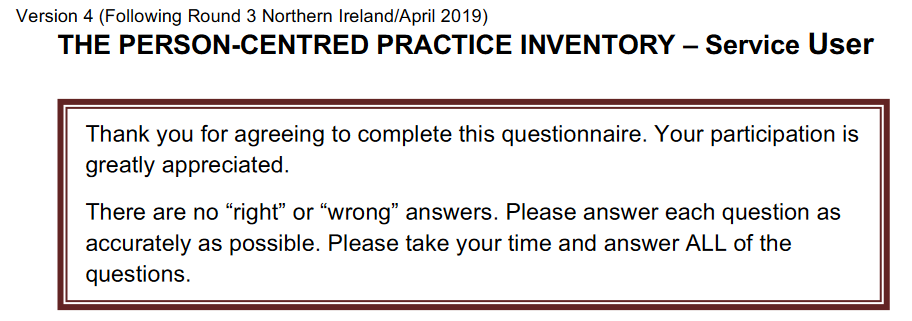 Version 4 (Following Round 3 Northern Ireland/April 2019)
THE PERSON-CENTRED PRACTICE INVENTORY – Service User
Thank you for agreeing to complete this questionnaire. Your participation is
greatly appreciated.
There are no “right” or “wrong” answers. Please answer each question as
accurately as possible. Please take your time and answer ALL of the
questions.